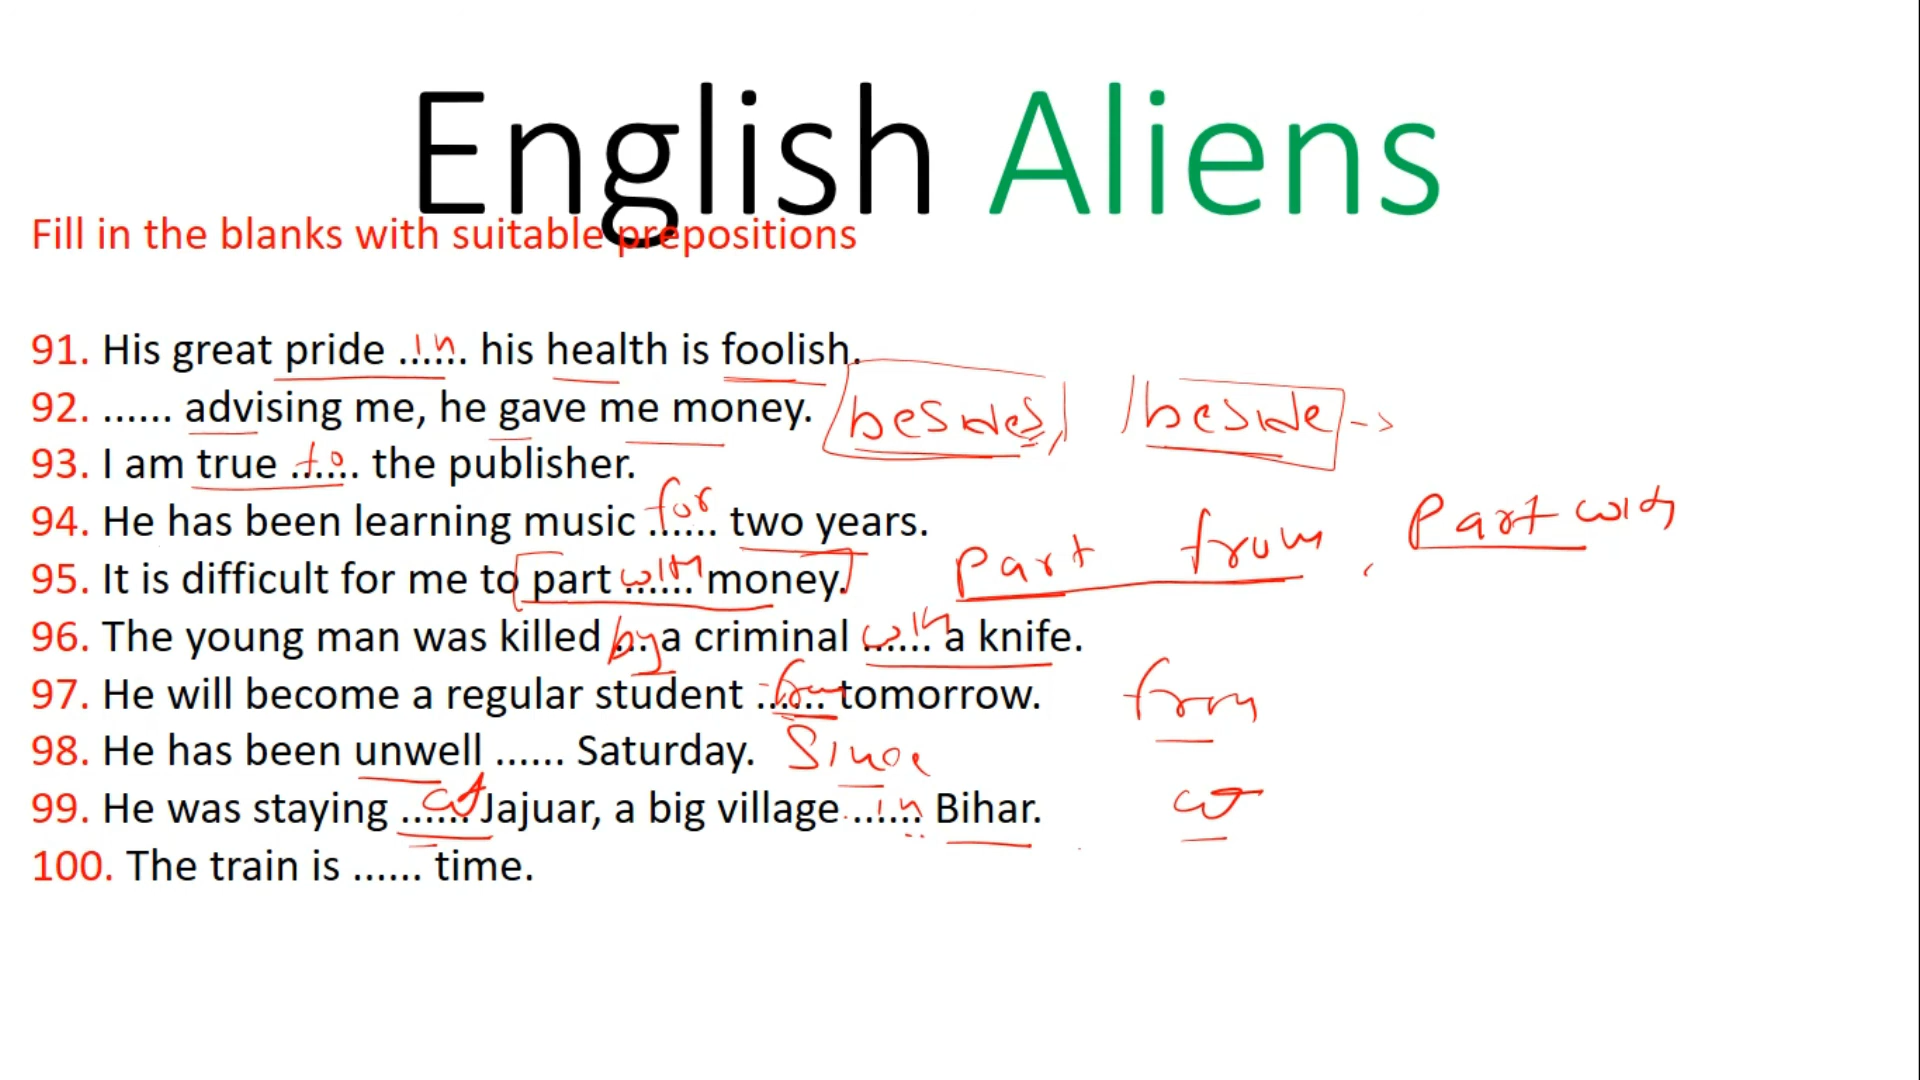 English Aliens
Fill in the blanks with suitable prepositions
91. His great pride ...in... his health is foolish.
92. ...... advising me, he gave me money. besides, beside ->
93. I am true ...to... the publisher.
94. He has been learning music ...for... two years.
95. It is difficult for me to part ...with... money. part from, Part with
96. The young man was killed by a criminal ...with... a knife.
97. He will become a regular student ...from... tomorrow. from
98. He has been unwell ...... Saturday. Since
99. He was staying ...at... Jajuar, a big village ...in... Bihar. at
100. The train is ...... time.